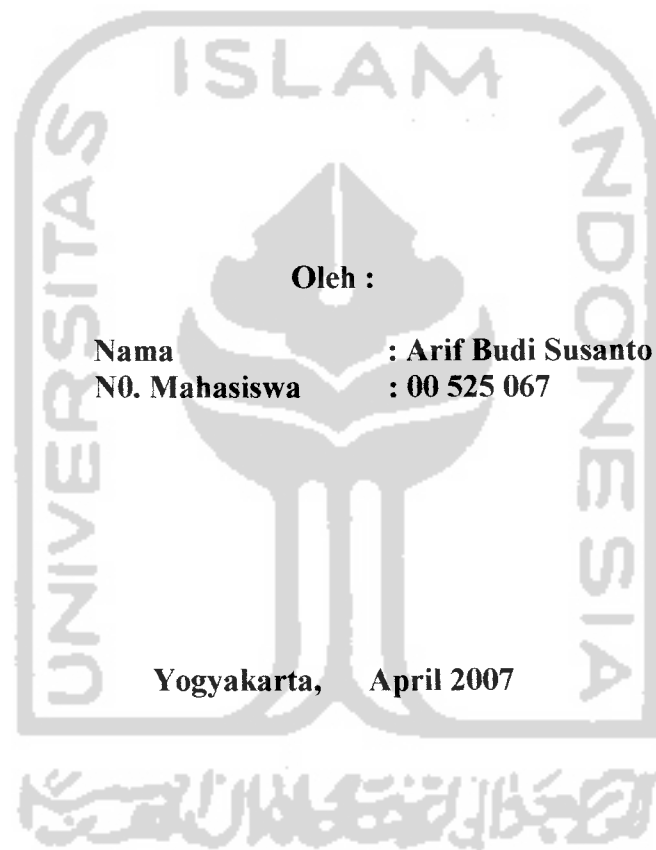 ISLAM
UNIVERSITAS
INDONESIA
Oleh :
Nama : Arif Budi Susanto
N0. Mahasiswa : 00 525 067
Yogyakarta, April 2007